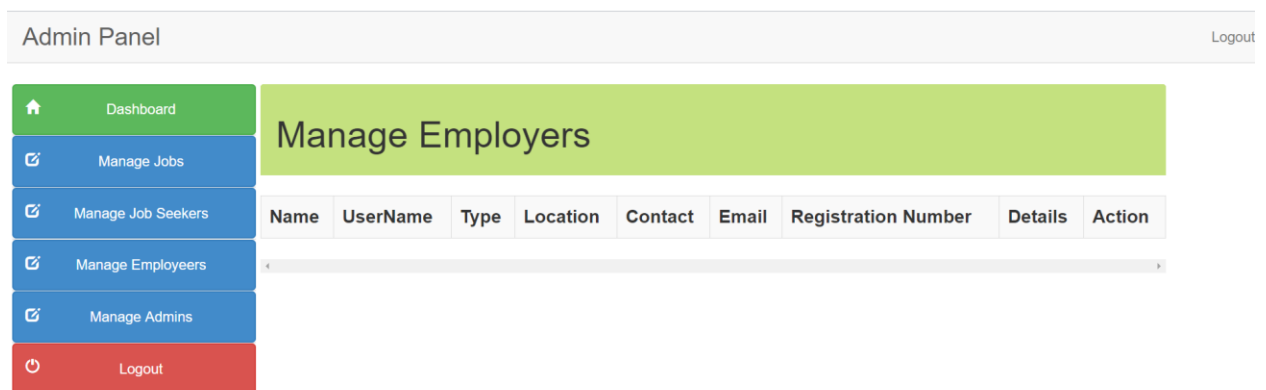 Admin Panel
Logout
Dashboard
Manage Jobs
Manage Job Seekers
Manage Employeers
Manage Admins
Logout
Manage Employers
Name UserName Type Location Contact Email Registration Number Details Action